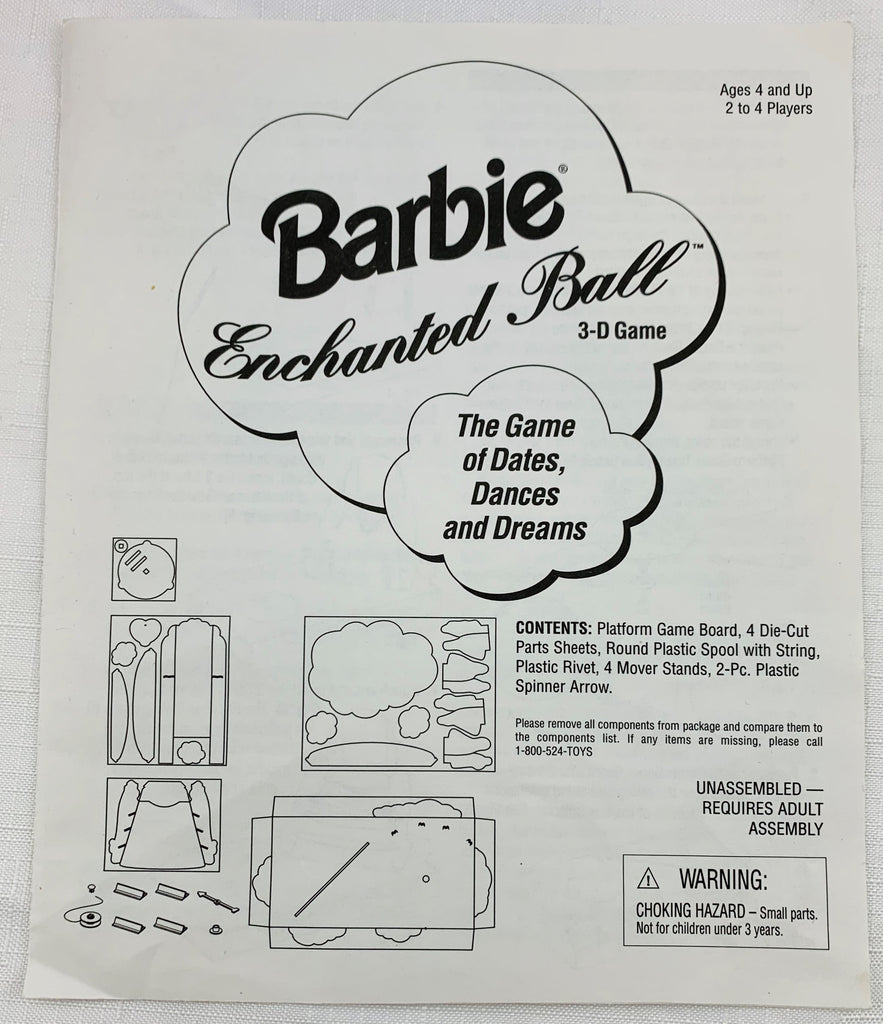 Ages 4 and Up
2 to 4 Players
Barbie®
Enchanted Ball™
3-D Game
The Game
of Dates,
Dances
and Dreams
CONTENTS: Platform Game Board, 4 Die-Cut
Parts Sheets, Round Plastic Spool with String,
Plastic Rivet, 4 Mover Stands, 2-Pc. Plastic
Spinner Arrow.
Please remove all components from package and compare them to
the components list. If any items are missing, please call
1-800-524-TOYS
UNASSEMBLED —
REQUIRES ADULT
ASSEMBLY
⚠ WARNING:
CHOKING HAZARD – Small parts.
Not for children under 3 years.